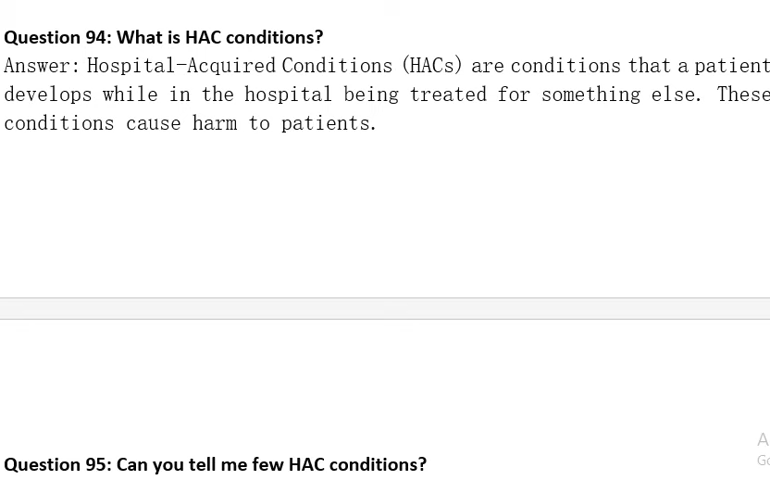 Question 94: What is HAC conditions?
Answer: Hospital-Acquired Conditions (HACs) are conditions that a patient
develops while in the hospital being treated for something else. These
conditions cause harm to patients.
A
Question 95: Can you tell me few HAC conditions?